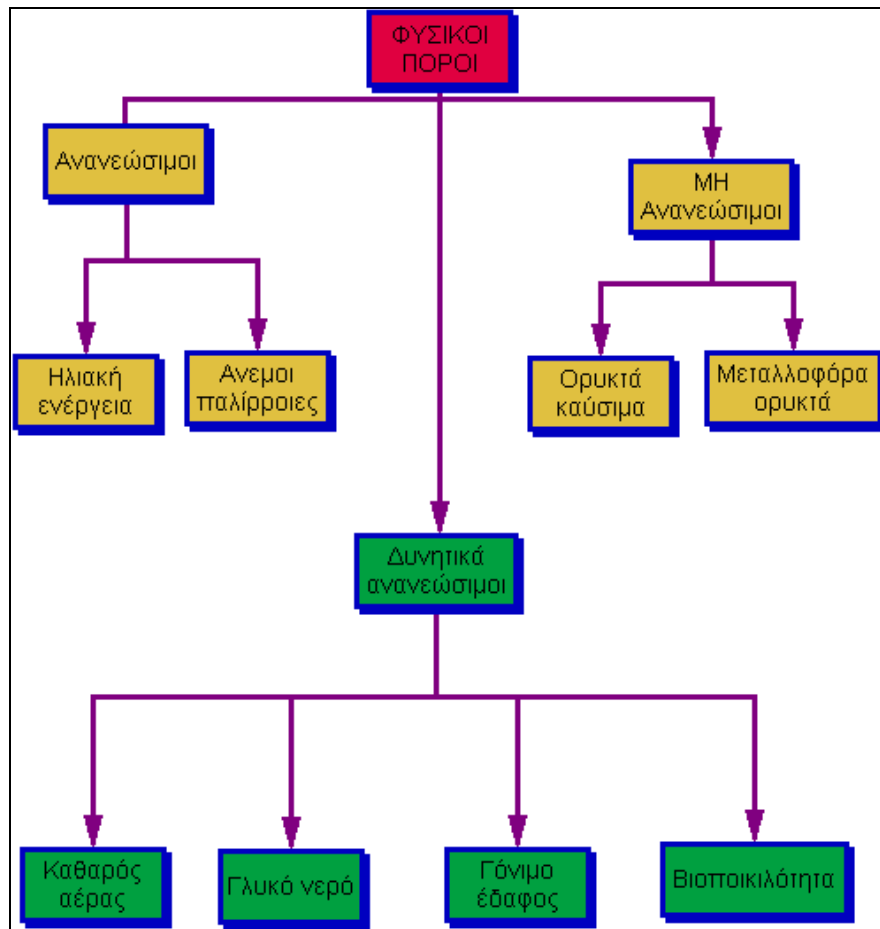 ΦΥΣΙΚΟΙ
ΠΟΡΟΙ
Ανανεώσιμοι
ΜΗ
Ανανεώσιμοι
Ηλιακή
ενέργεια
Ανεμοι
παλίρροιες
Ορυκτά
καύσιμα
Μεταλλοφόρα
ορυκτά
Δυνητικά
ανανεώσιμοι
Καθαρός
αέρας
Γλυκό νερό
Γόνιμο
έδαφος
Βιοποικιλότητα